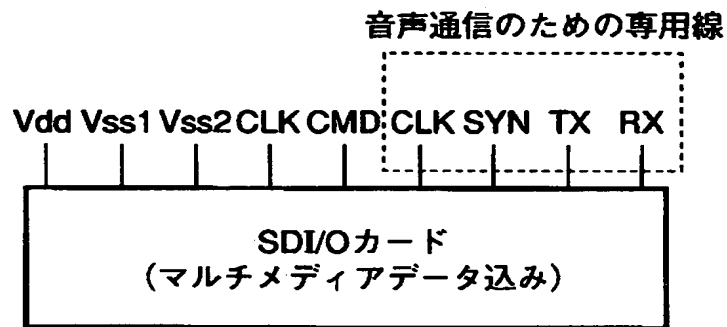 音声通信のための専用線
Vdd Vss1 Vss2 CLK CMD CLK SYN TX RX
SDI/Oカード
(マルチメディアデータ込み)